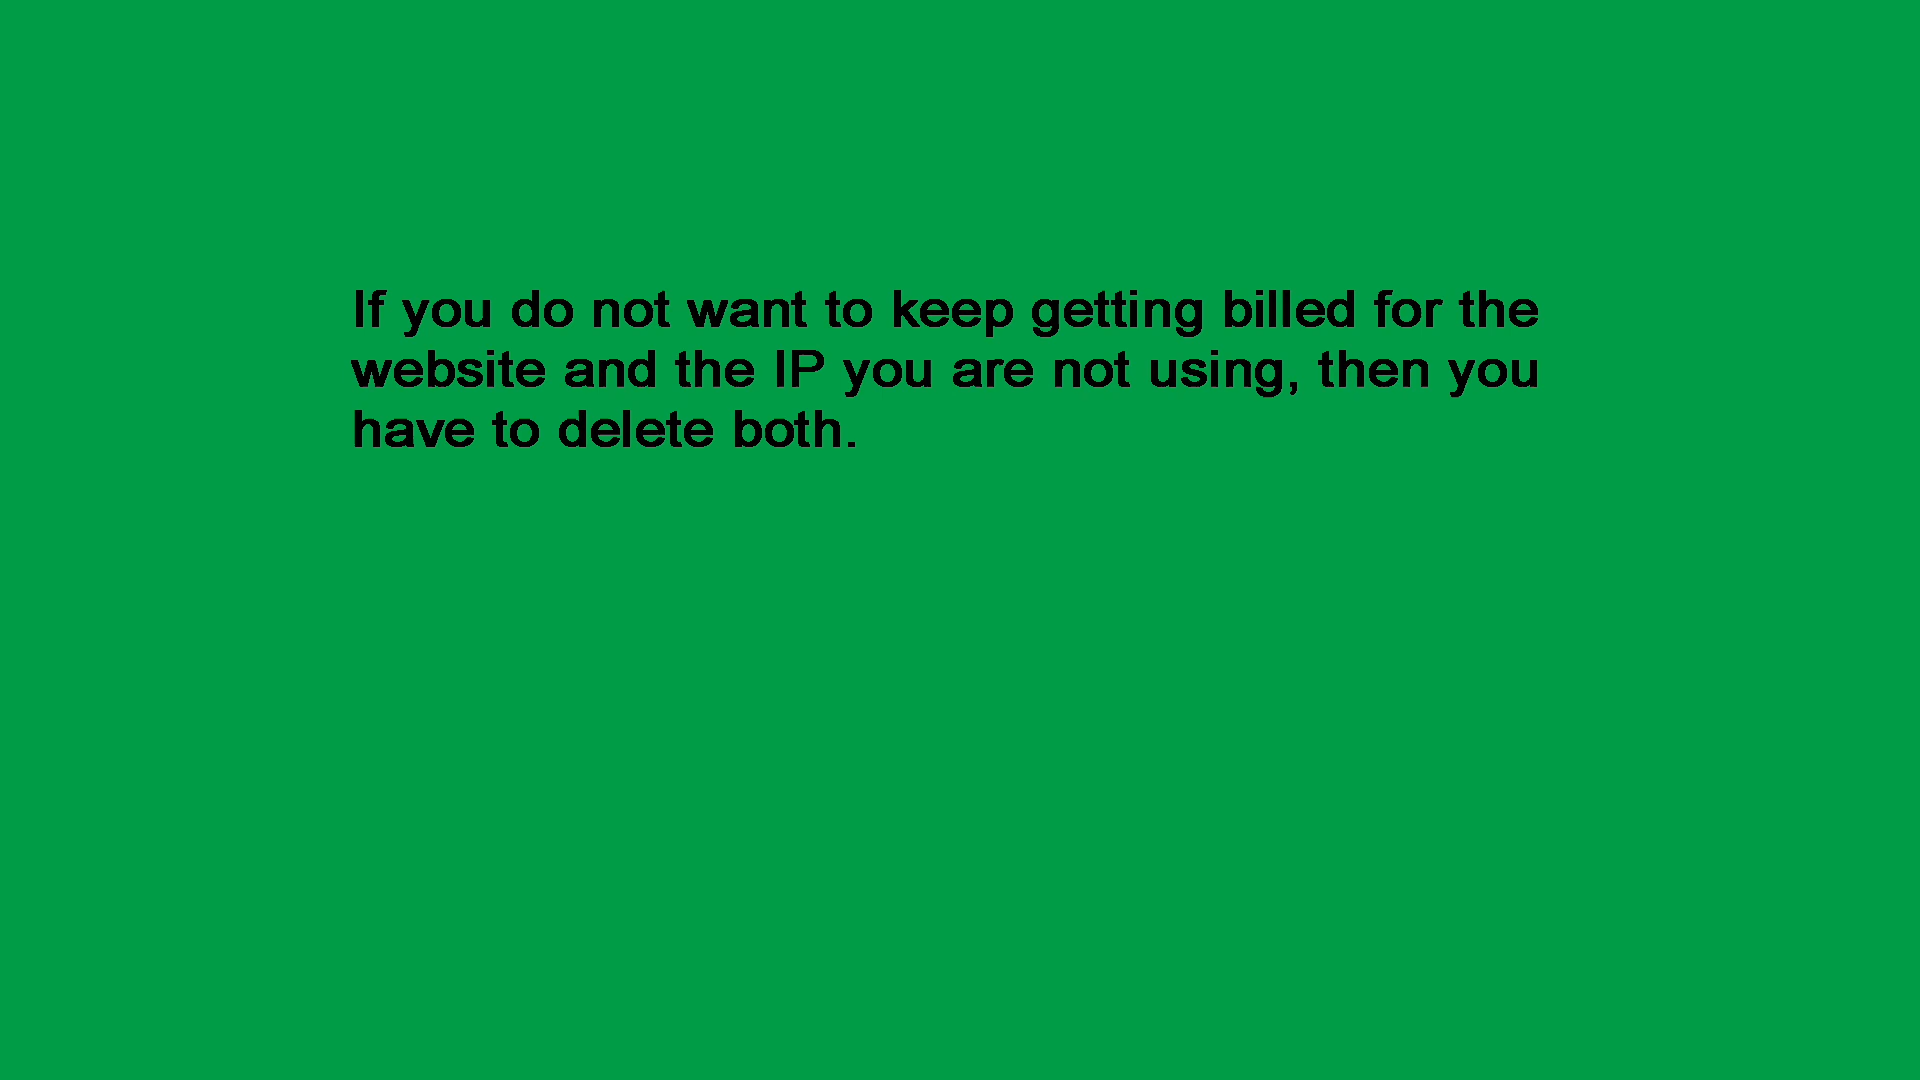 If you do not want to keep getting billed for the
website and the IP you are not using, then you
have to delete both.